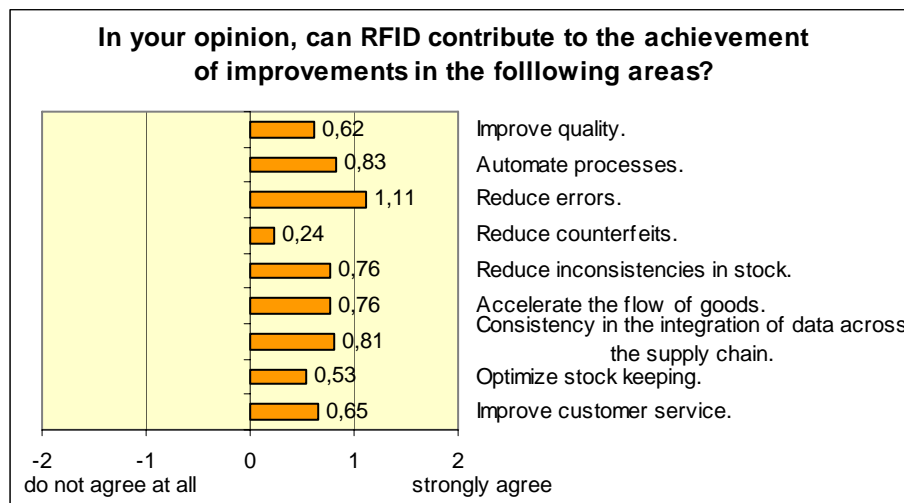 In your opinion, can RFID contribute to the achievement
of improvements in the folllowing areas?
0,62 Improve quality.
0,83 Automate processes.
1,11 Reduce errors.
0,24 Reduce counterfeits.
0,76 Reduce inconsistencies in stock.
0,76 Accelerate the flow of goods.
0,81 Consistency in the integration of data across
the supply chain.
0,53 Optimize stock keeping.
0,65 Improve customer service.
-2 -1 0 1 2
do not agree at all strongly agree